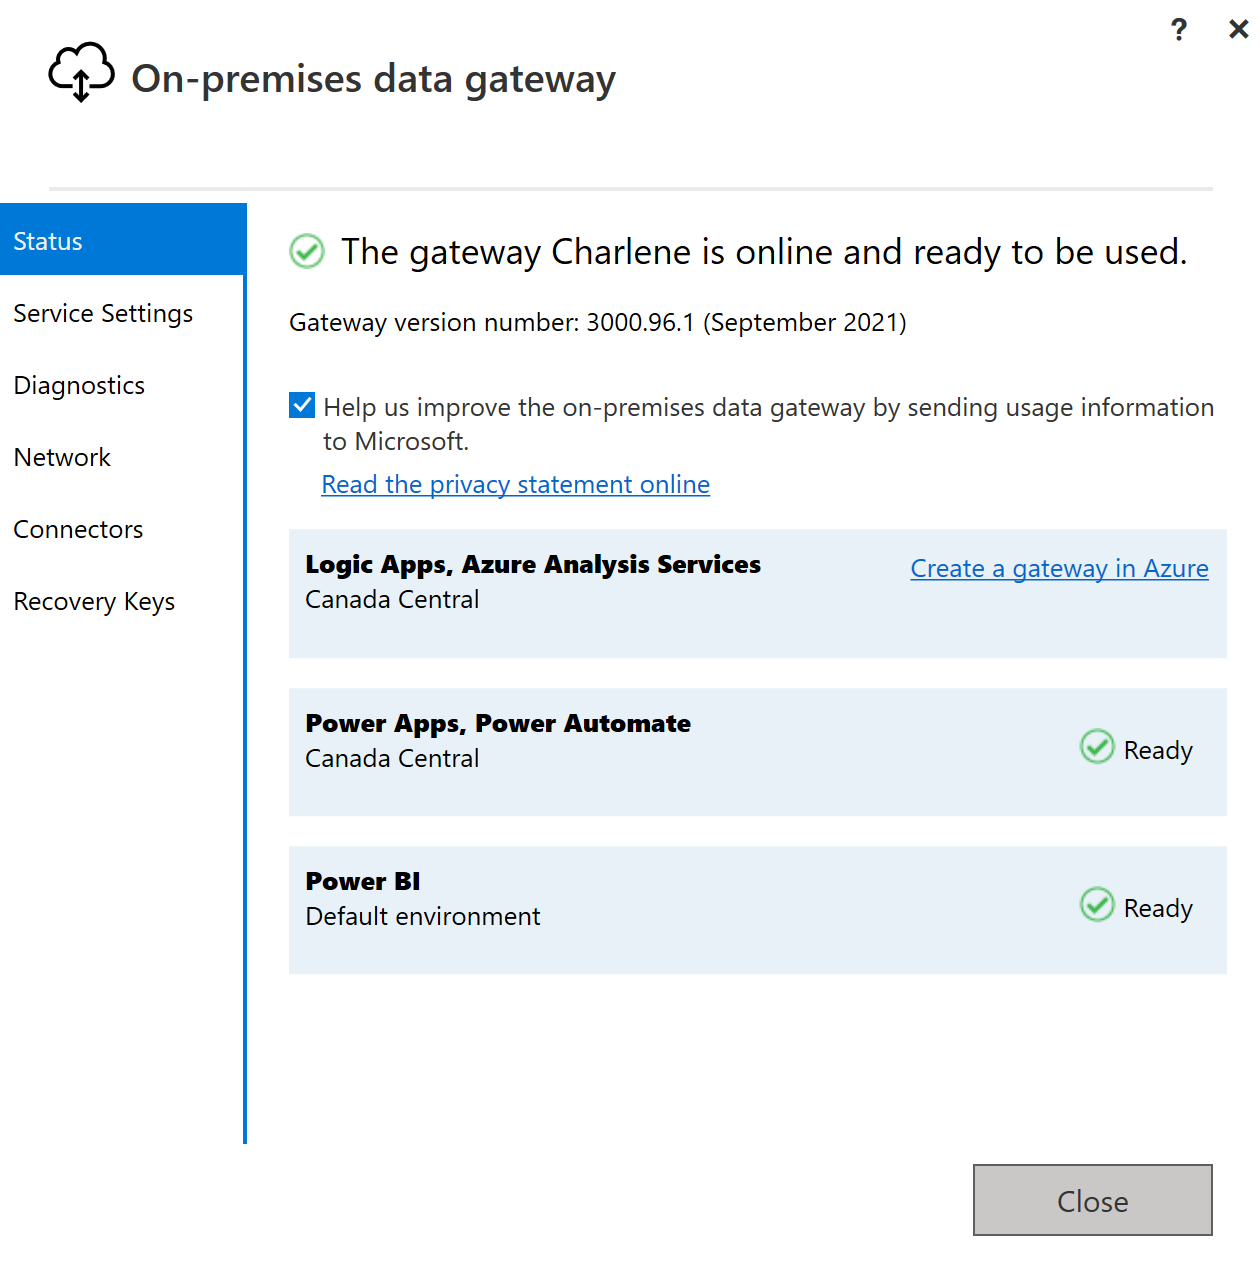 ?
On-premises data gateway
Status
Service Settings
Diagnostics
Network
Connectors
Recovery Keys
The gateway Charlene is online and ready to be used.
Gateway version number: 3000.96.1 (September 2021)
Help us improve the on-premises data gateway by sending usage information
to Microsoft.
Read the privacy statement online
Logic Apps, Azure Analysis Services
Canada Central
Create a gateway in Azure
Power Apps, Power Automate
Canada Central
Ready
Power BI
Default environment
Ready
Close